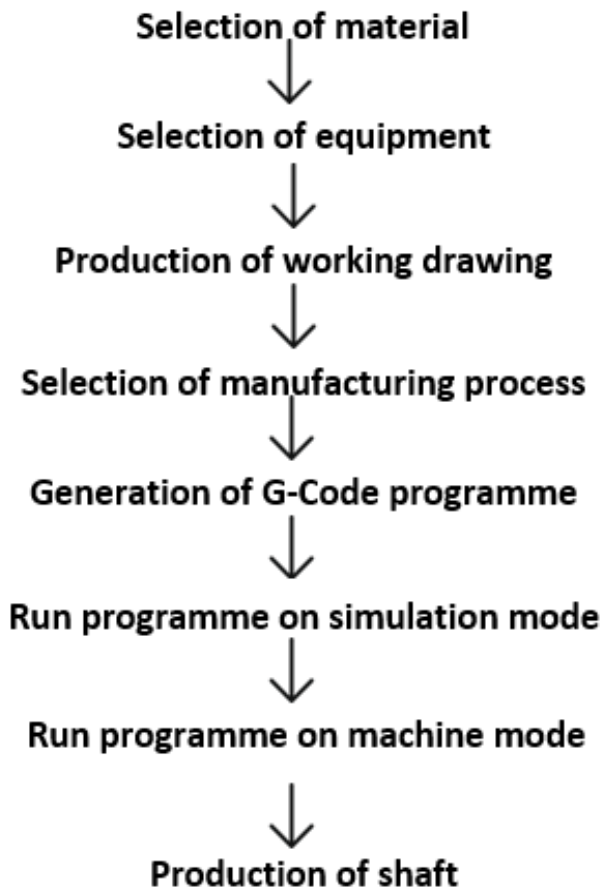 Selection of material
Selection of equipment
Production of working drawing
Selection of manufacturing process
Generation of G-Code programme
Run programme on simulation mode
Run programme on machine mode
Production of shaft